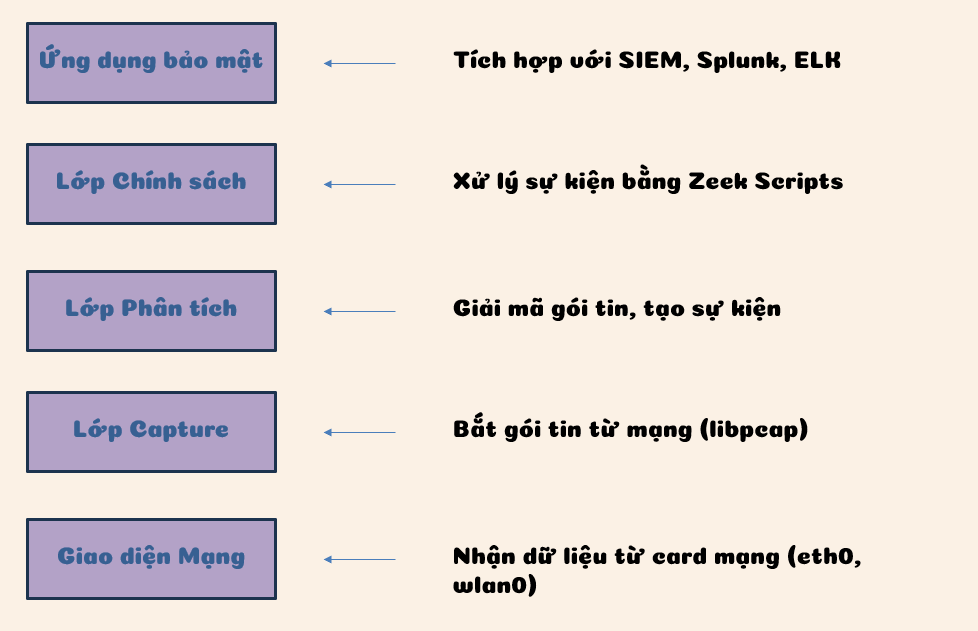 Ứng dụng bảo mật
Tích hợp với SIEM, Splunk, ELK
Lớp Chính sách
Xử lý sự kiện bằng Zeek Scripts
Lớp Phân tích
Giải mã gói tin, tạo sự kiện
Lớp Capture
Bắt gói tin từ mạng (libpcap)
Giao diện Mạng
Nhận dữ liệu từ card mạng (eth0,
wlan0)